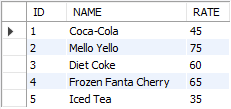 ID NAME RATE
1 Coca-Cola 45
2 Mello Yello 75
3 Diet Coke 60
4 Frozen Fanta Cherry 65
5 Iced Tea 35